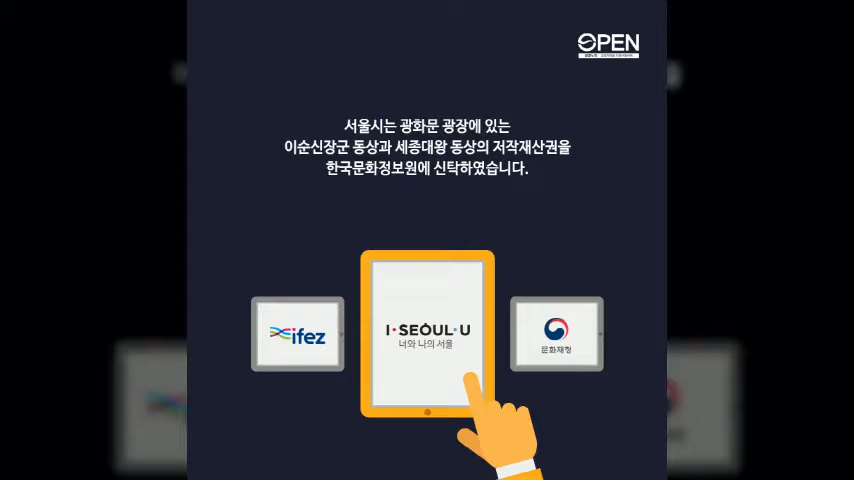 OPEN
서울시는 광화문 광장에 있는
이순신장군 동상과 세종대왕 동상의 저작재산권을
한국문화정보원에 신탁하였습니다.
ifez
I·SEOUL·U
너와 나의 서울
문화재청